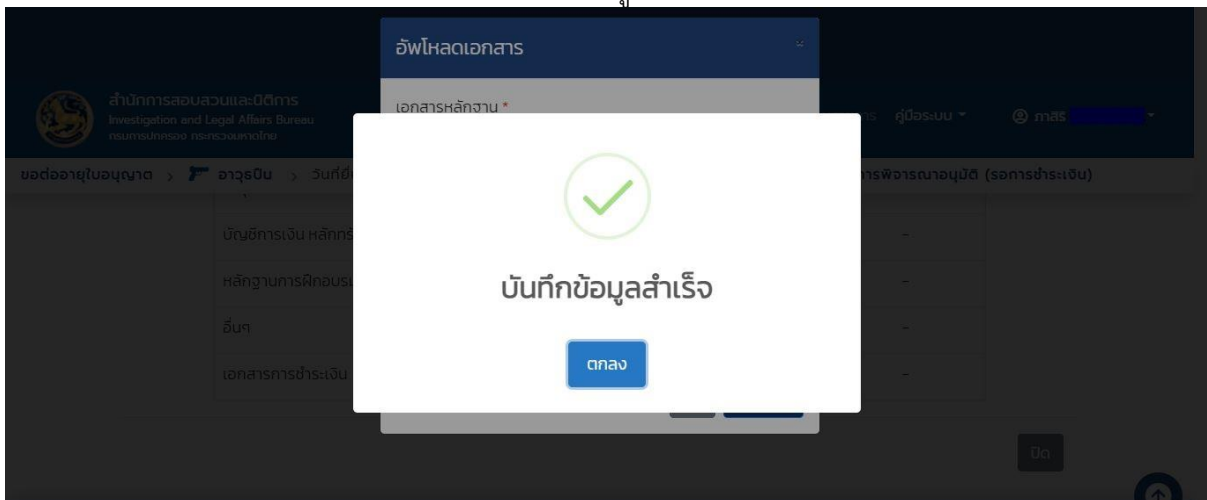 อัพโหลดเอกสาร
เอกสารหลักฐาน *
สำนักการสอบสวนและนิติการ
Investigation and Legal Affairs Bureau
กรมการปกครอง กระทรวงมหาดไทย
คู่มือระบบ
ภาสิริ
ขอต่ออายุใบอนุญาต > อาวุธปืน > วันที่ยื่
ารพิจารณาอนุมัติ (รอการชำระเงิน)
บัญชีการเงิน หลักทรั
-
หลักฐานการฝึกอบรม
-
อื่นๆ
-
เอกสารการชำระเงิน
-
บันทึกข้อมูลสำเร็จ
ตกลง
ปิด